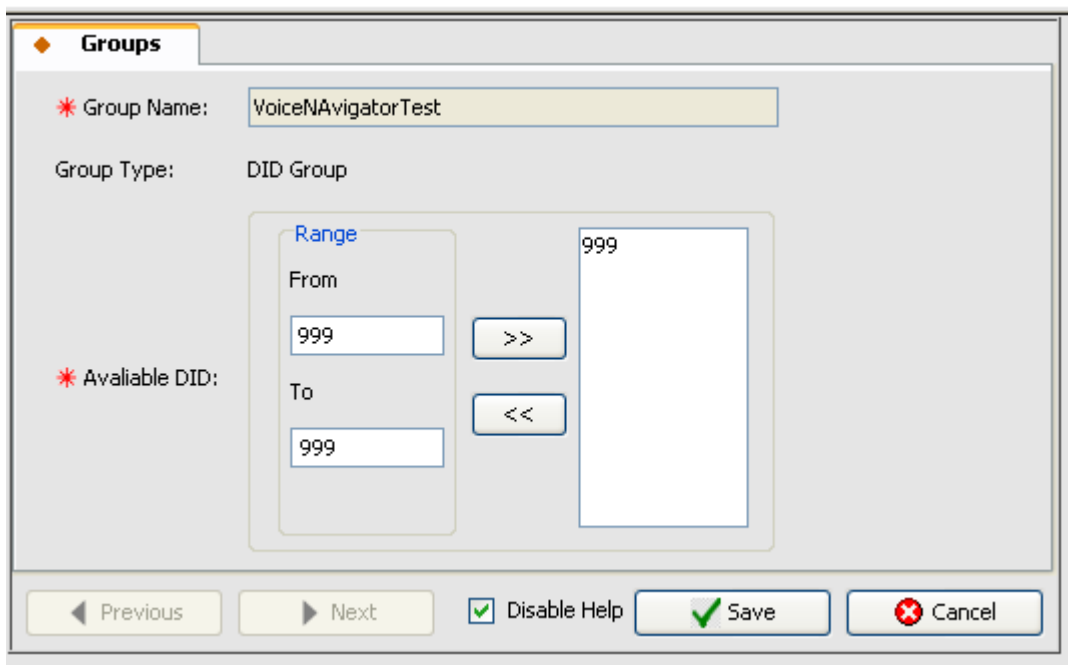 Groups
Group Name: VoiceNAvigatorTest
Group Type: DID Group
Range
From
999
>>
999
Avaliable DID:
To
<<
999
Previous Next Disable Help Save Cancel